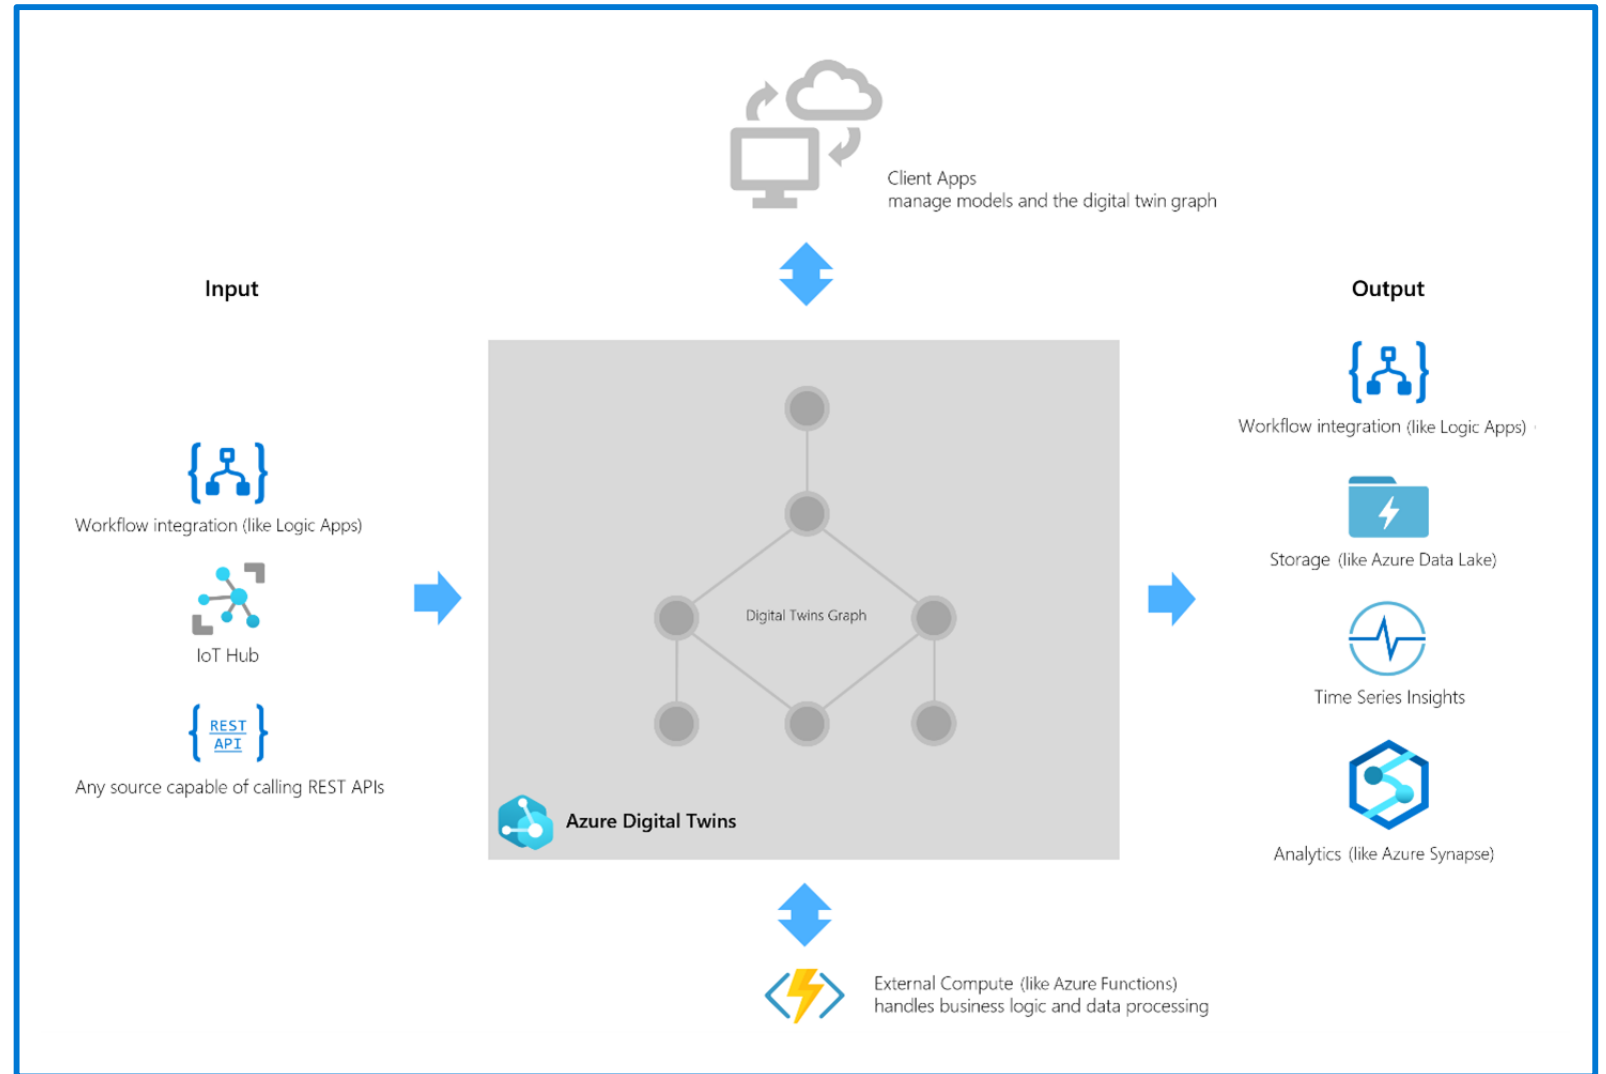 Client Apps
manage models and the digital twin graph
Input
Workflow integration (like Logic Apps)
IoT Hub
REST
API
Any source capable of calling REST APIs
Digital Twins Graph
Azure Digital Twins
Output
Workflow integration (like Logic Apps)
Storage (like Azure Data Lake)
Time Series Insights
Analytics (like Azure Synapse)
External Compute (like Azure Functions)
handles business logic and data processing